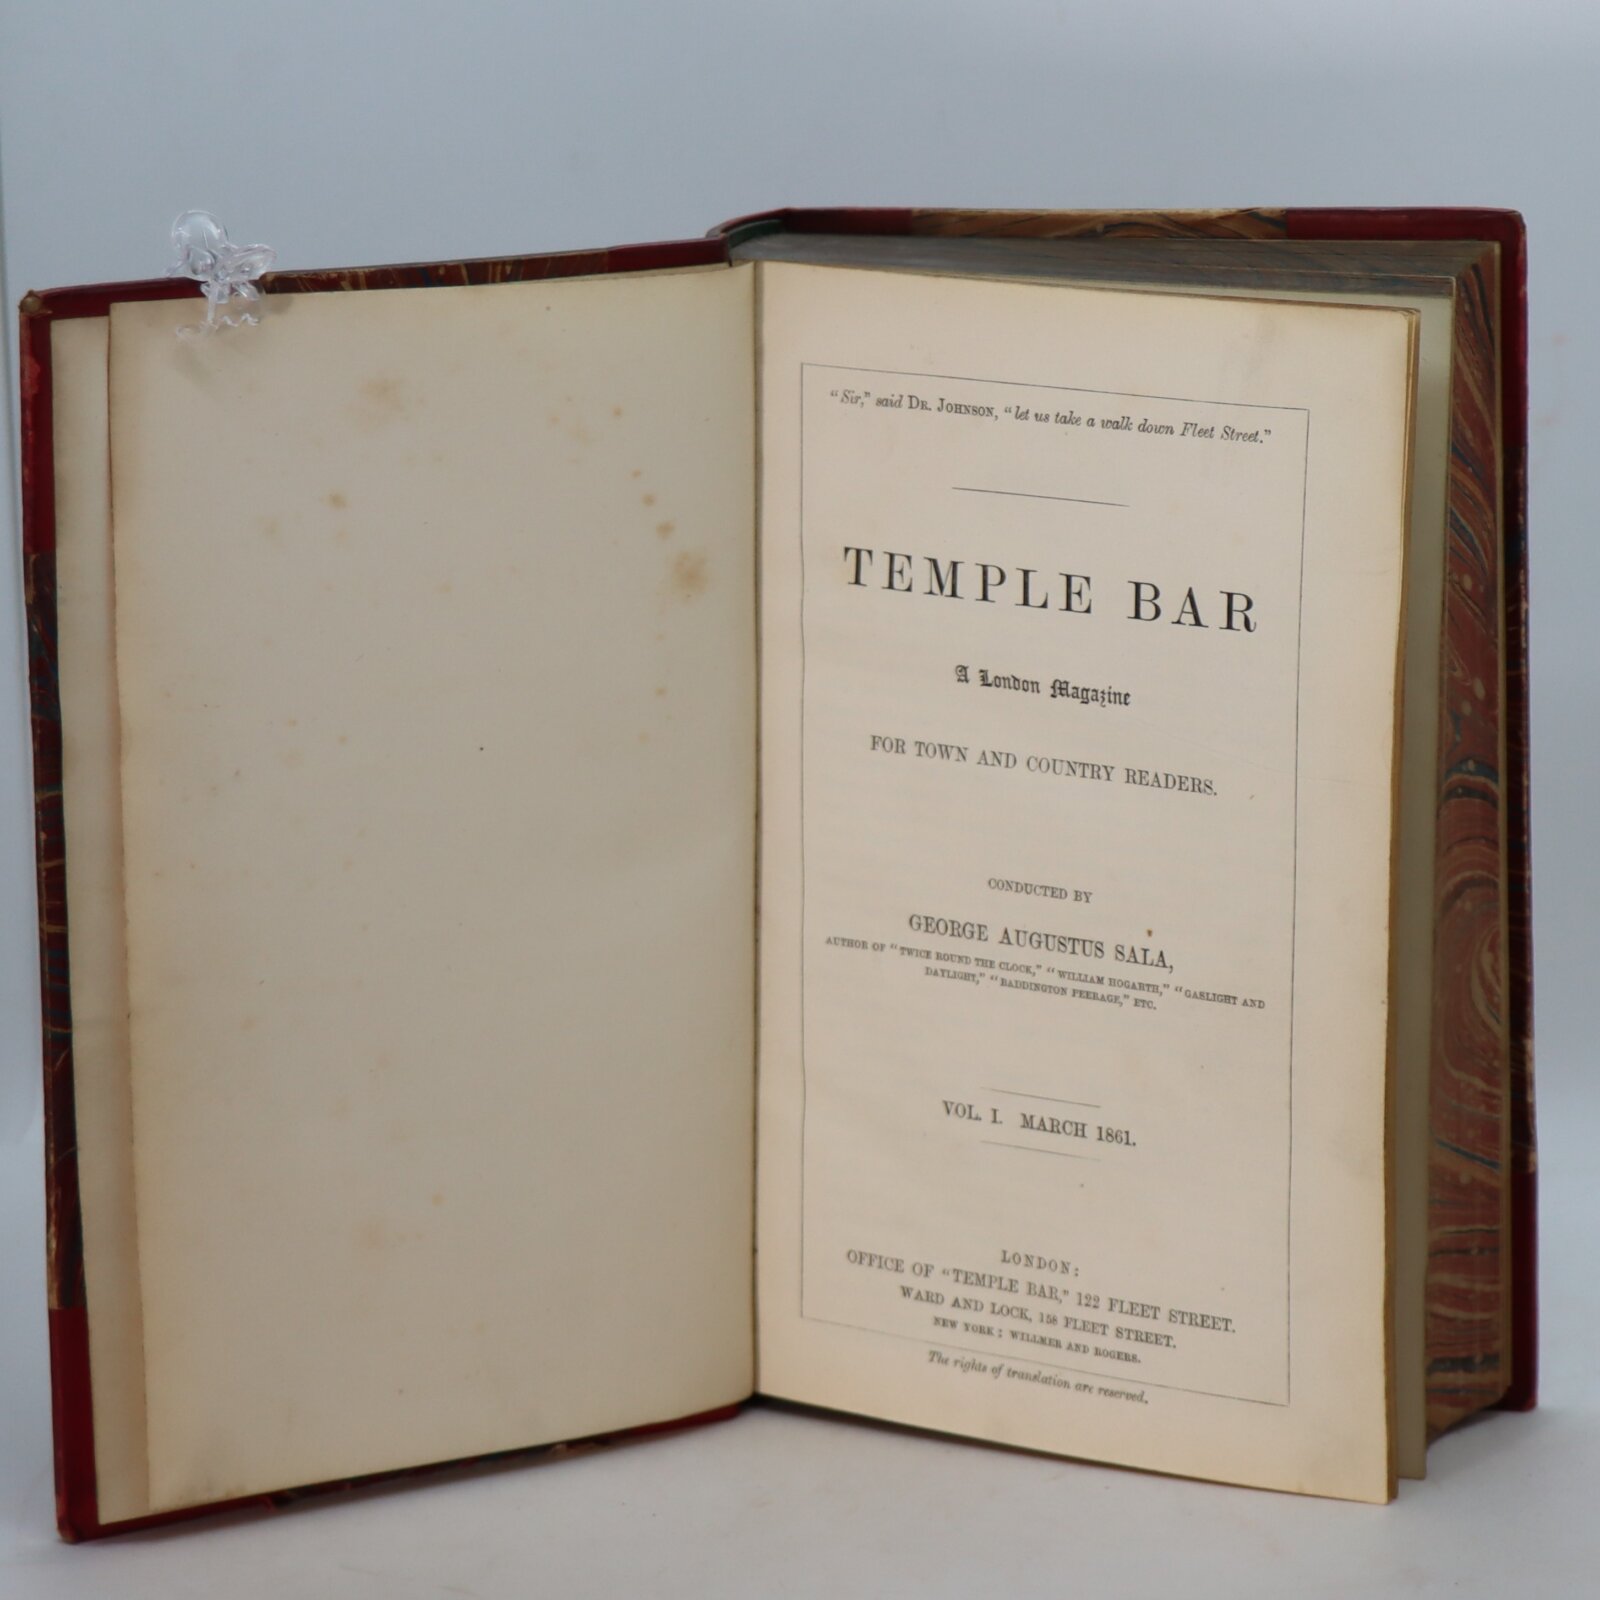 “Sir,” said DR. JOHNSON, “let us take a walk down Fleet Street.”
TEMPLE BAR
A London Magazine
FOR TOWN AND COUNTRY READERS.
CONDUCTED BY
GEORGE AUGUSTUS SALA,
AUTHOR OF “TWICE ROUND THE CLOCK,” “WILLIAM HOGARTH,” “GASLIGHT AND
DAYLIGHT,” “BADDINGTON PEERAGE,” ETC.
VOL. I. MARCH 1861.
LONDON:
OFFICE OF “TEMPLE BAR,” 122 FLEET STREET.
WARD AND LOCK, 158 FLEET STREET.
NEW YORK: WILLMER AND ROGERS.
The rights of translation are reserved.